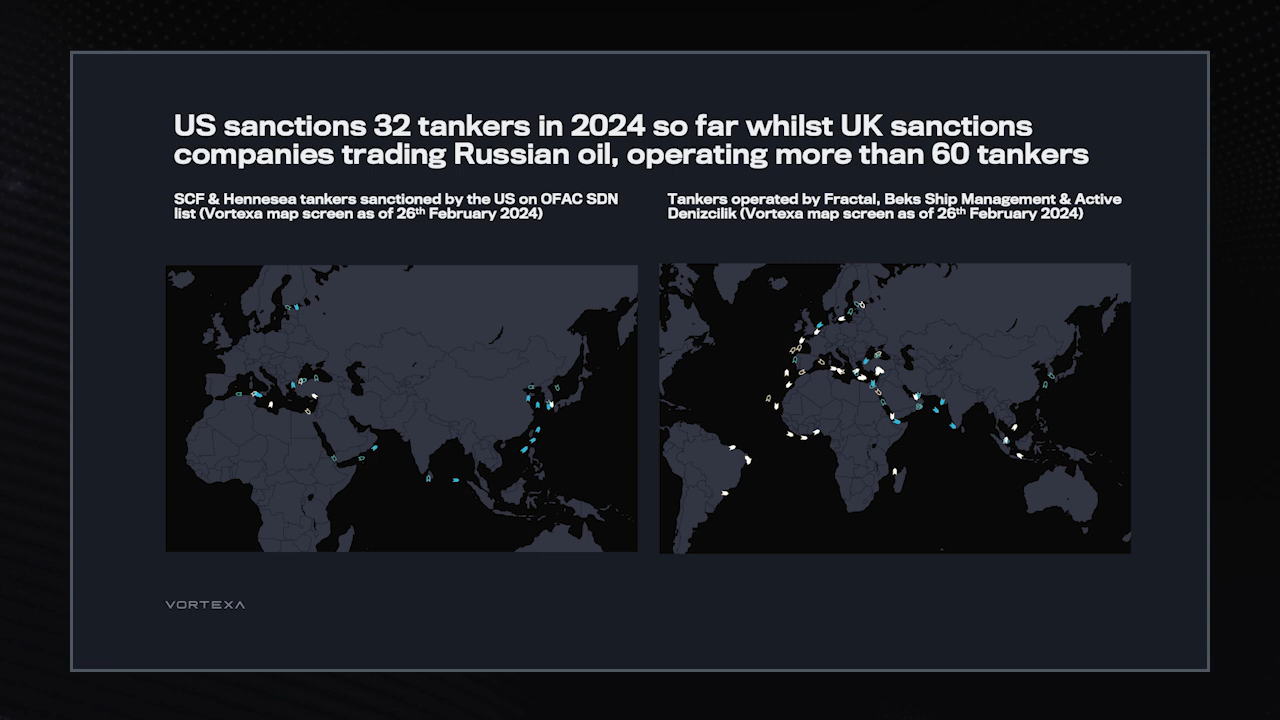 US sanctions 32 tankers in 2024 so far whilst UK sanctions
companies trading Russian oil, operating more than 60 tankers
SCF & Hennesea tankers sanctioned by the US on OFAC SDN
list (Vortexa map screen as of 26th February 2024)
Tankers operated by Fractal, Beks Ship Management & Active
Denizcilik (Vortexa map screen as of 26th February 2024)
VORTEXA